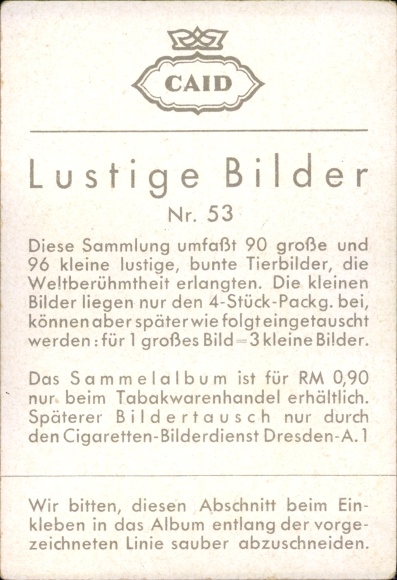 CAID
Lustige Bilder
Nr. 53
Diese Sammlung umfaßt 90 große und
96 kleine lustige, bunte Tierbilder, die
Weltberühmtheit erlangten. Die kleinen
Bilder liegen nur den 4-Stück-Packg. bei,
können aber später wie folgt eingetauscht
werden: für 1 großes Bild = 3 kleine Bilder.
Das Sammelalbum ist für RM 0,90
nur beim Tabakwarenhandel erhältlich.
Späterer Bildertausch nur durch
den Cigaretten-Bilderdienst Dresden-A. 1
Wir bitten, diesen Abschnitt beim Ein-
kleben in das Album entlang der vorge-
zeichneten Linie sauber abzuschneiden.